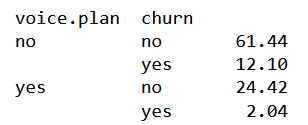 voice.plan churn
no no 61.44
yes 12.10
yes no 24.42
yes 2.04